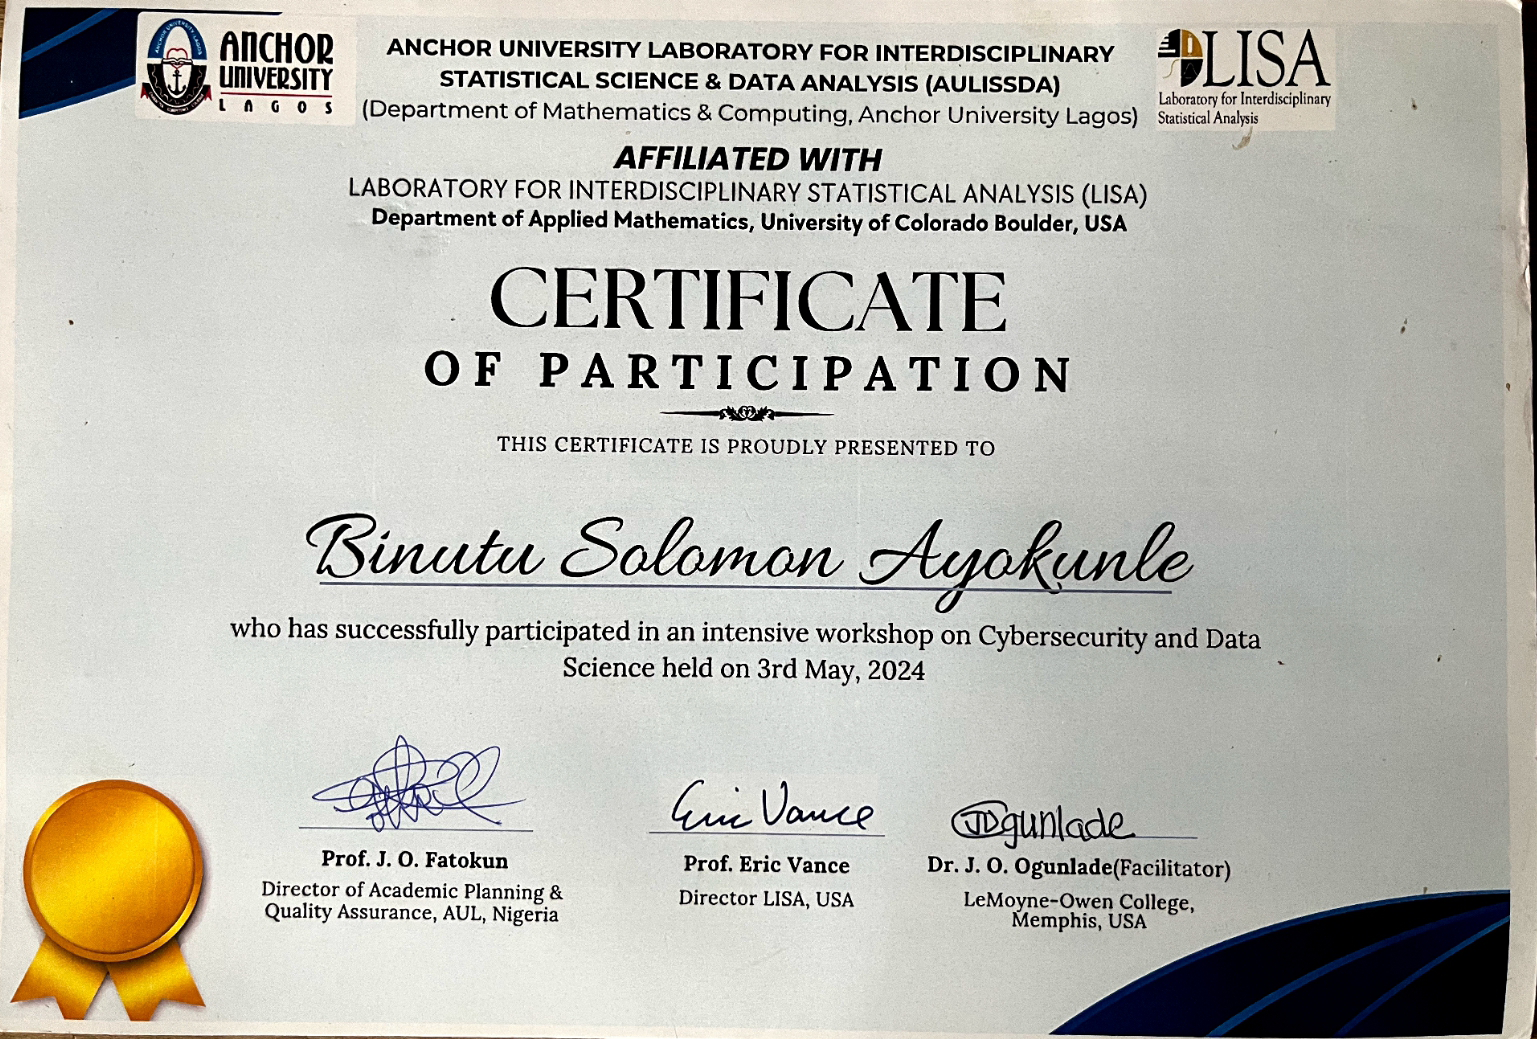 ANCHOR
UNIVERSITY
LAGOS
ANCHOR UNIVERSITY LABORATORY FOR INTERDISCIPLINARY
STATISTICAL SCIENCE & DATA ANALYSIS (AULISSDA)
(Department of Mathematics & Computing, Anchor University Lagos)
LISA
Laboratory for Interdisciplinary
Statistical Analysis
AFFILIATED WITH
LABORATORY FOR INTERDISCIPLINARY STATISTICAL ANALYSIS (LISA)
Department of Applied Mathematics, University of Colorado Boulder, USA
CERTIFICATE
OF PARTICIPATION
THIS CERTIFICATE IS PROUDLY PRESENTED TO
Binutu Solomon Ayokunle
who has successfully participated in an intensive workshop on Cybersecurity and Data
Science held on 3rd May, 2024
Eric Vance
JOgunlade
Prof. J. O. Fatokun
Director of Academic Planning &
Quality Assurance, AUL, Nigeria
Prof. Eric Vance
Director LISA, USA
Dr. J. O. Ogunlade(Facilitator)
LeMoyne-Owen College,
Memphis, USA